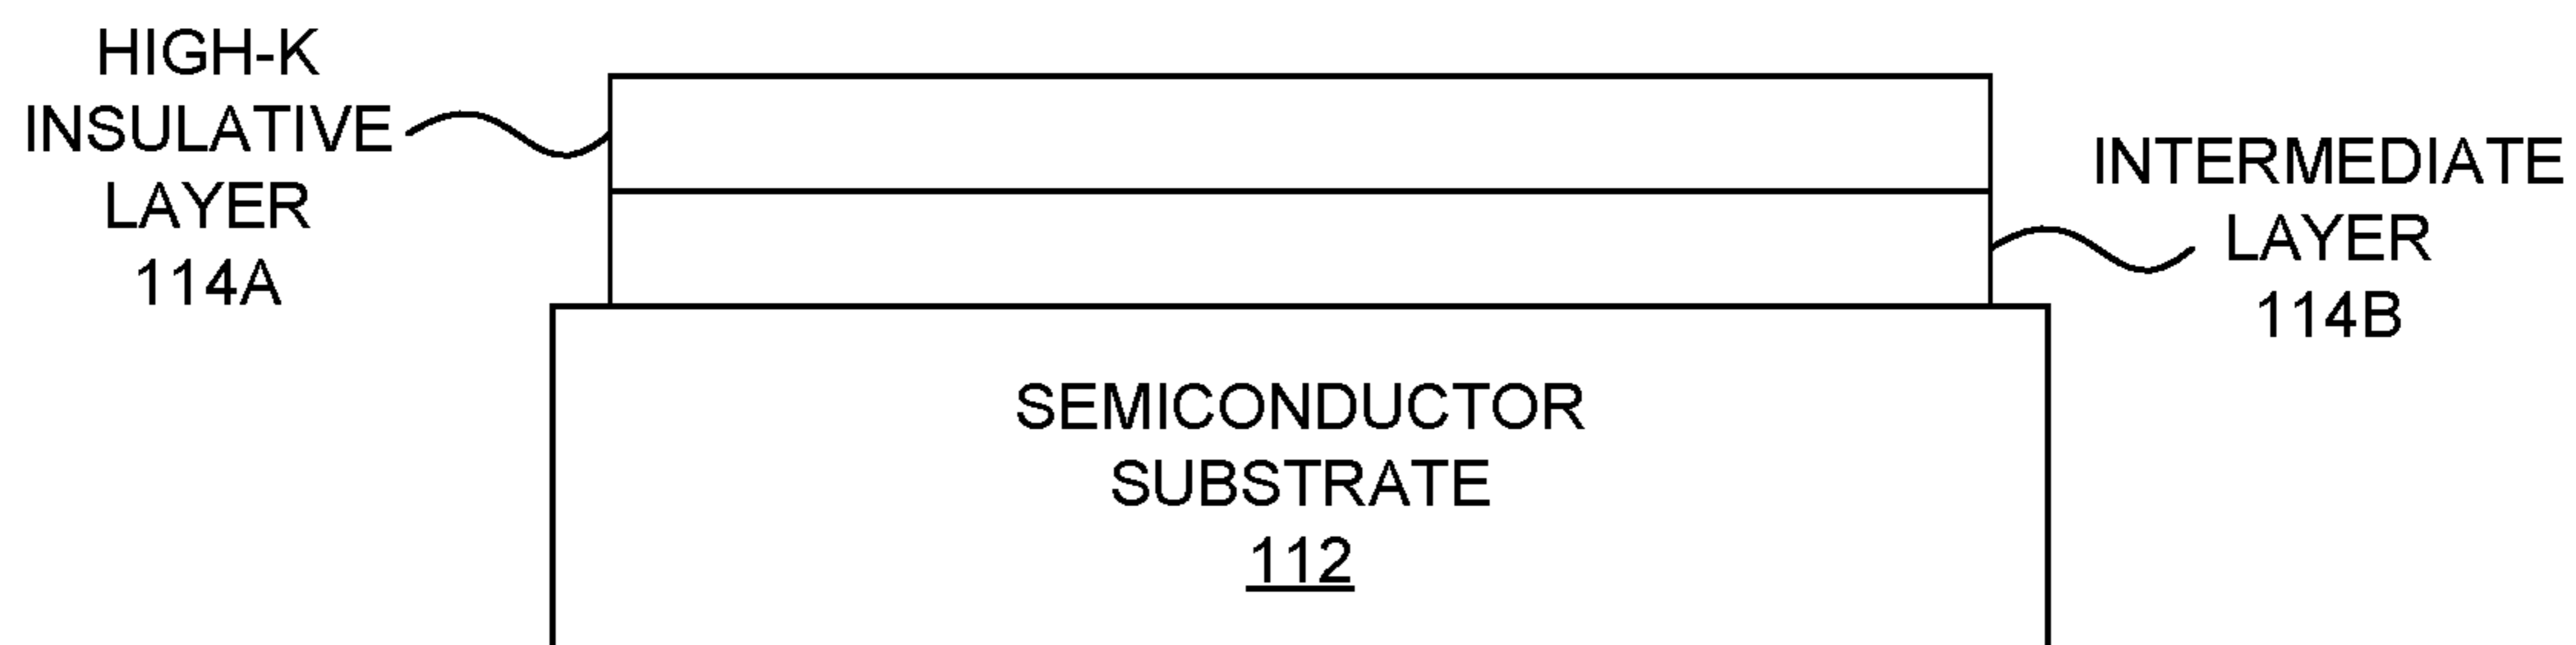 HIGH-K
INSULATIVE
LAYER
114A
INTERMEDIATE
LAYER
114B
SEMICONDUCTOR
SUBSTRATE
112